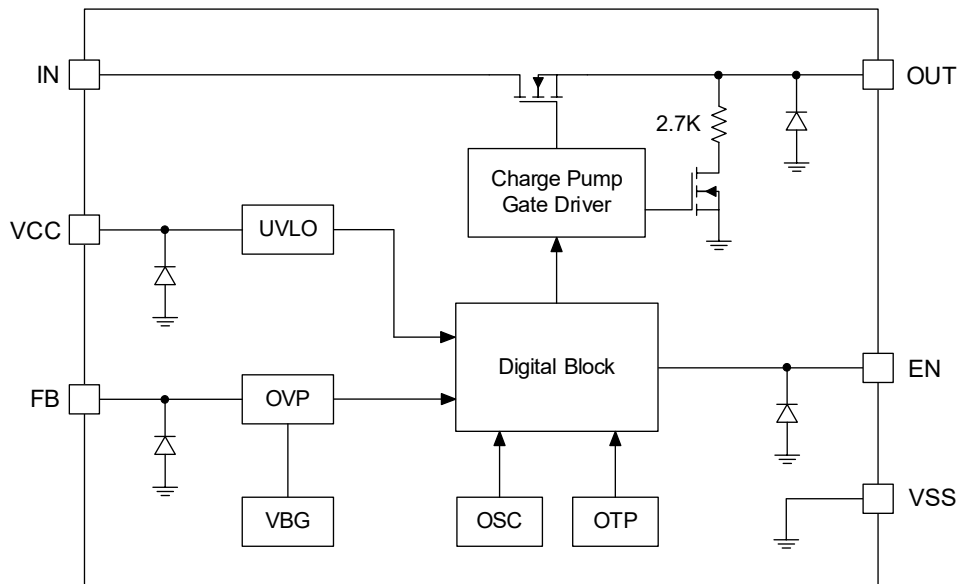 IN
OUT
2.7K
Charge Pump
Gate Driver
VCC
UVLO
Digital Block
EN
FB
OVP
VSS
VBG
OSC
OTP